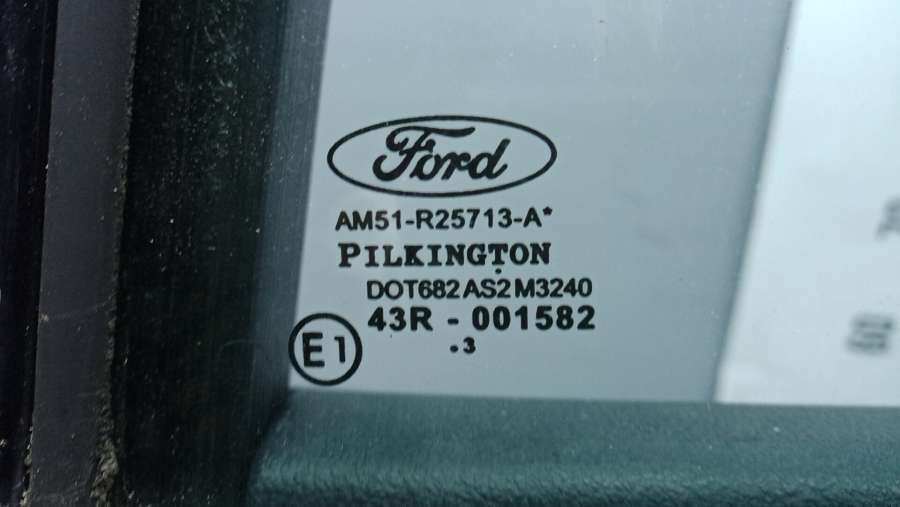 Ford
AM51-R25713-A*
PILKINGTON
DOT682 AS2 M3240
43R - 001582
E1
.3